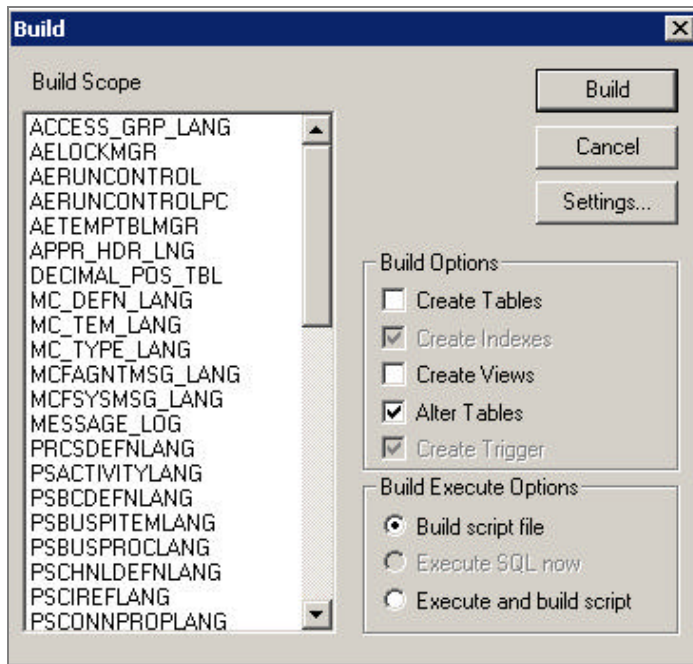 Build
Build Scope
ACCESS_GRP_LANG
AELOCKMGR
AERUNCONTROL
AERUNCONTROLPC
AETEMPTBLMGR
APPR_HDR_LNG
DECIMAL_POS_TBL
MC_DEFN_LANG
MC_TEM_LANG
MC_TYPE_LANG
MCFAGNTMSG_LANG
MCFSYSMSG_LANG
MESSAGE_LOG
PRCSDEFNLANG
PSACTIVITYLANG
PSBCDEFNLANG
PSBUSPITEMLANG
PSBUSPROCLANG
PSCHNLDEFNLANG
PSCIREFLANG
PSCONNPROPLANG
Build
Cancel
Settings...
Build Options
Create Tables
Create Indexes
Create Views
Alter Tables
Create Trigger
Build Execute Options
Build script file
Execute SQL now
Execute and build script